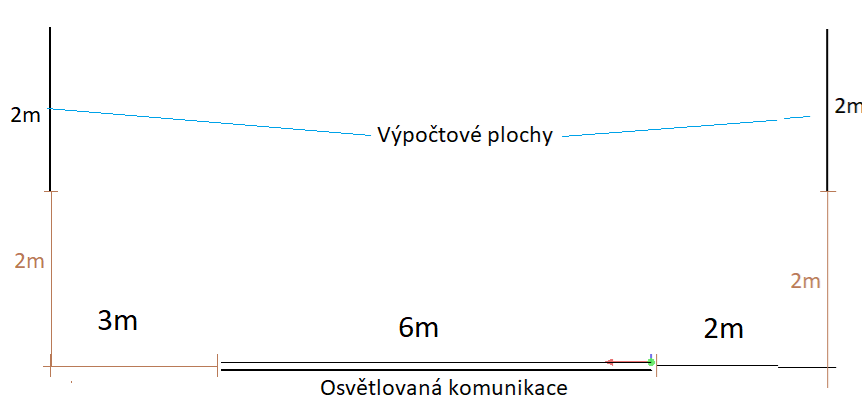 2m
2m
Výpočtové plochy
2m
2m
3m
6m
2m
Osvětlovaná komunikace